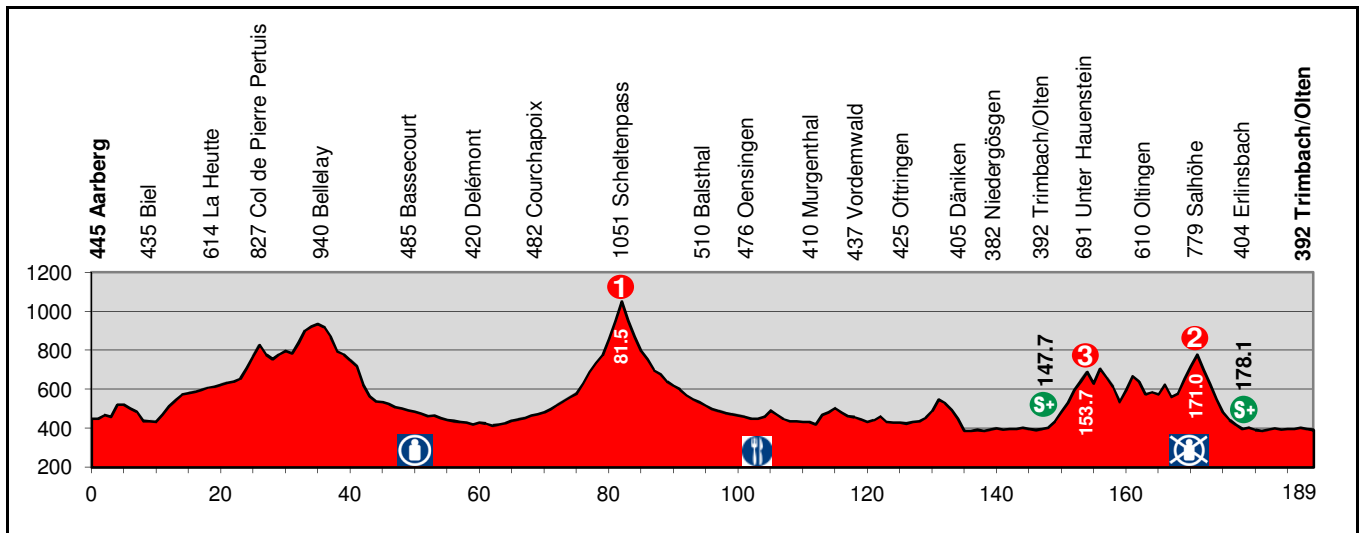 445 Aarberg
435 Biel
614 La Heutte
827 Col de Pierre Pertuis
940 Bellelay
485 Bassecourt
420 Delémont
482 Courchapoix
1051 Scheltenpass
510 Balsthal
476 Oensingen
410 Murgenthal
437 Vordemwald
425 Oftringen
405 Däniken
382 Niedergösgen
392 Trimbach/Olten
691 Unter Hauenstein
610 Oltingen
779 Salhöhe
404 Erlinsbach
392 Trimbach/Olten
1200
1000
800
600
400
200
1
81.5
147.7
S+
3
153.7
2
171.0
178.1
S+
0
20
40
60
80
100
120
140
160
189